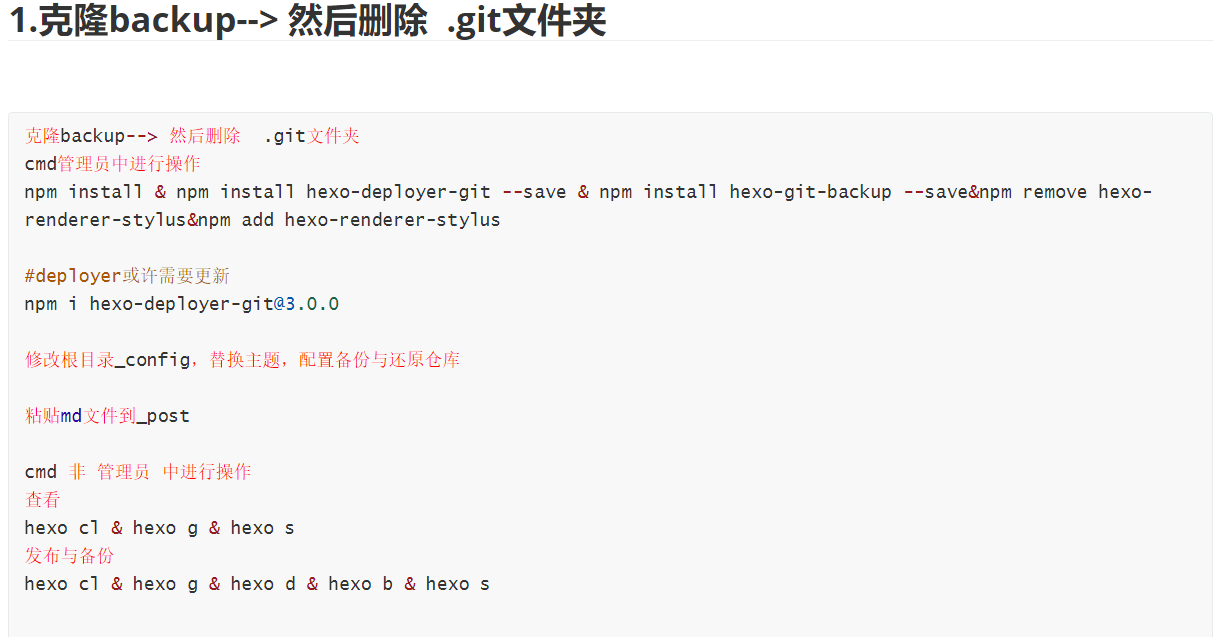 1.克隆backup--> 然后删除 .git文件夹
克隆backup--> 然后删除  .git文件夹
cmd管理员中进行操作
npm install & npm install hexo-deployer-git --save & npm install hexo-git-backup --save&npm remove hexo-
renderer-stylus&npm add hexo-renderer-stylus
#deployer或许需要更新
npm i hexo-deployer-git@3.0.0
修改根目录_config，替换主题，配置备份与还原仓库
粘贴md文件到_post
cmd 非 管理员 中进行操作
查看
hexo cl & hexo g & hexo s
发布与备份
hexo cl & hexo g & hexo d & hexo b & hexo s